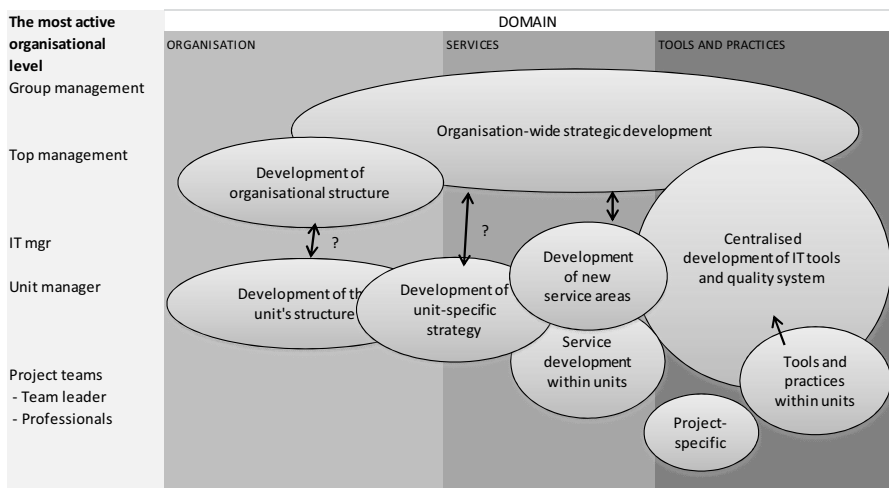 The most active
organisational
level
DOMAIN
ORGANISATION
SERVICES
TOOLS AND PRACTICES
Group management
Organisation-wide strategic development
Top management
Development of
organisational structure
?
?
IT mgr
Centralised
development of IT tools
and quality system
Development
of new
service areas
Unit manager
Development of th
unit's structure
Development of
unit-specific
strategy
Service
development
within units
Project teams
- Team leader
- Professionals
Tools and
practices
within units
Project-
specific